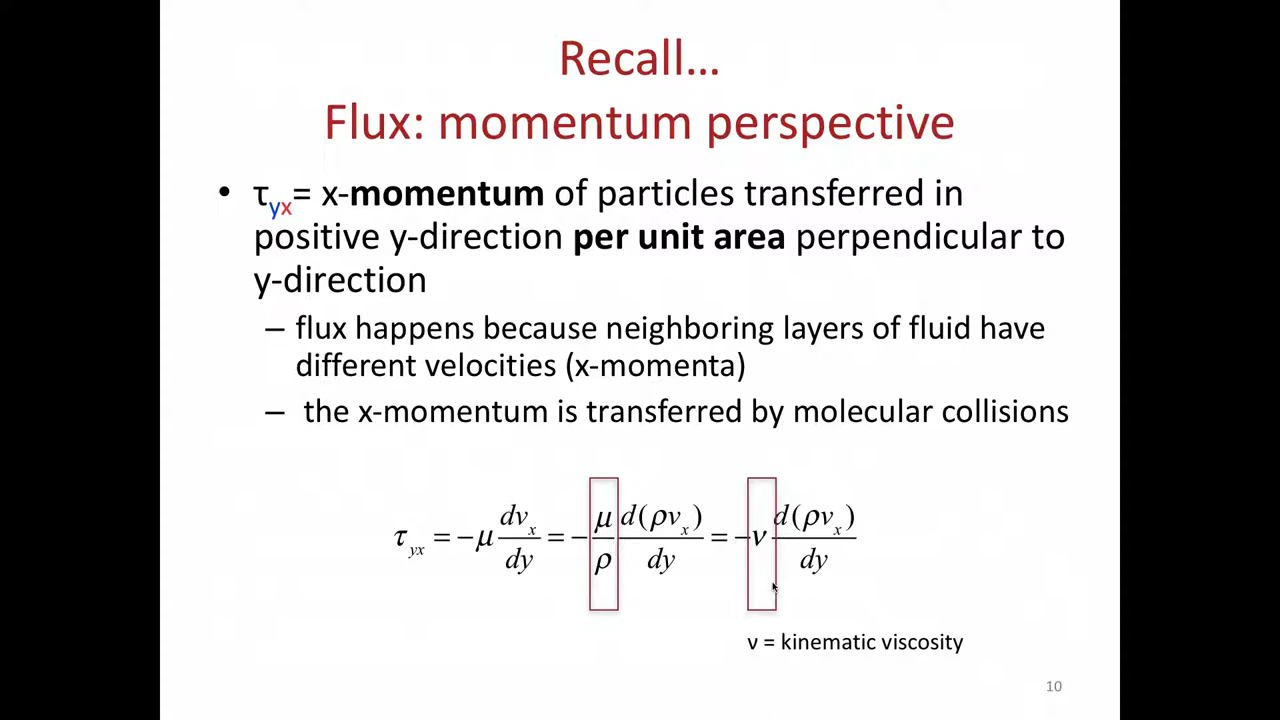 Recall…
Flux: momentum perspective
• τyx= x-momentum of particles transferred in
positive y-direction per unit area perpendicular to
y-direction
– flux happens because neighboring layers of fluid have
different velocities (x-momenta)
– the x-momentum is transferred by molecular collisions
τ_yx = −μ dv_x/dy = −μ/ρ d(ρv_x)/dy = −ν d(ρv_x)/dy
ν = kinematic viscosity
10